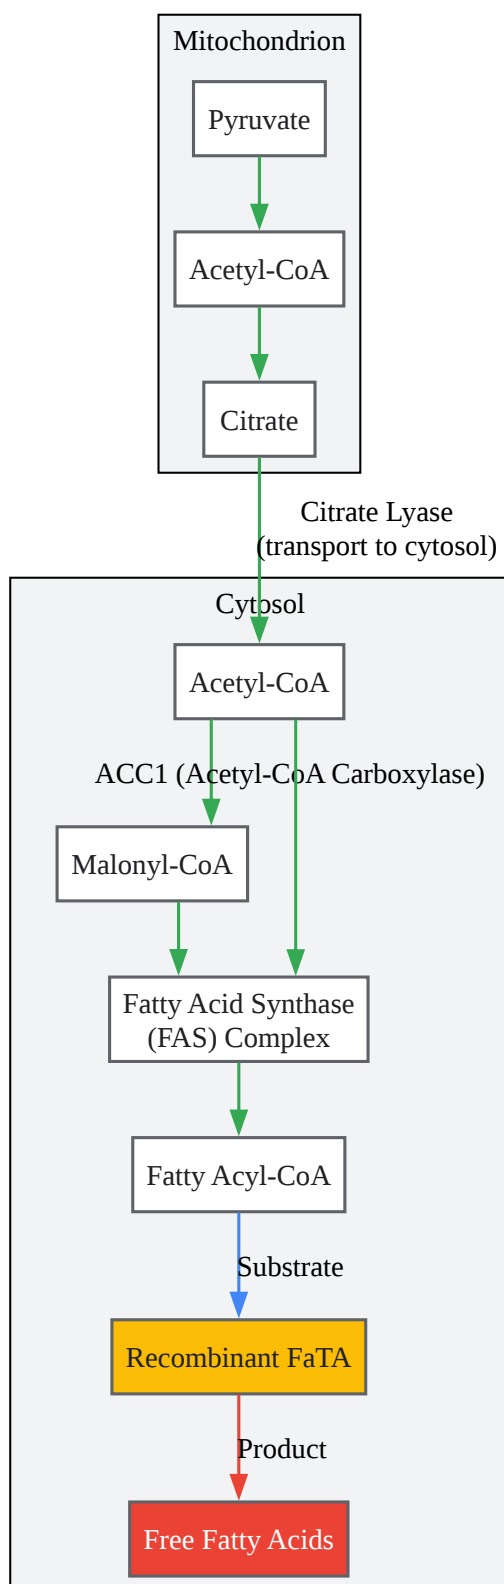 Mitochondrion
Pyruvate
Acetyl-CoA
Citrate
Citrate Lyase
(transport to cytosol)
Cytosol
Acetyl-CoA
ACC1 (Acetyl-CoA Carboxylase)
Malonyl-CoA
Fatty Acid Synthase
(FAS) Complex
Fatty Acyl-CoA
Substrate
Recombinant FaTA
Product
Free Fatty Acids